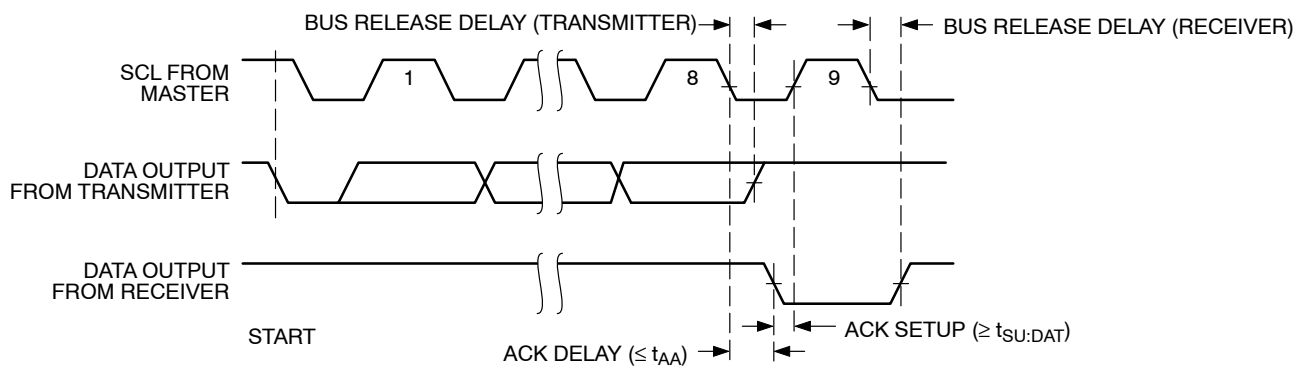 BUS RELEASE DELAY (TRANSMITTER)
BUS RELEASE DELAY (RECEIVER)
SCL FROM
MASTER
1
8
9
DATA OUTPUT
FROM TRANSMITTER
DATA OUTPUT
FROM RECEIVER
START
ACK SETUP (≥ tSU:DAT)
ACK DELAY (≤ tAA)